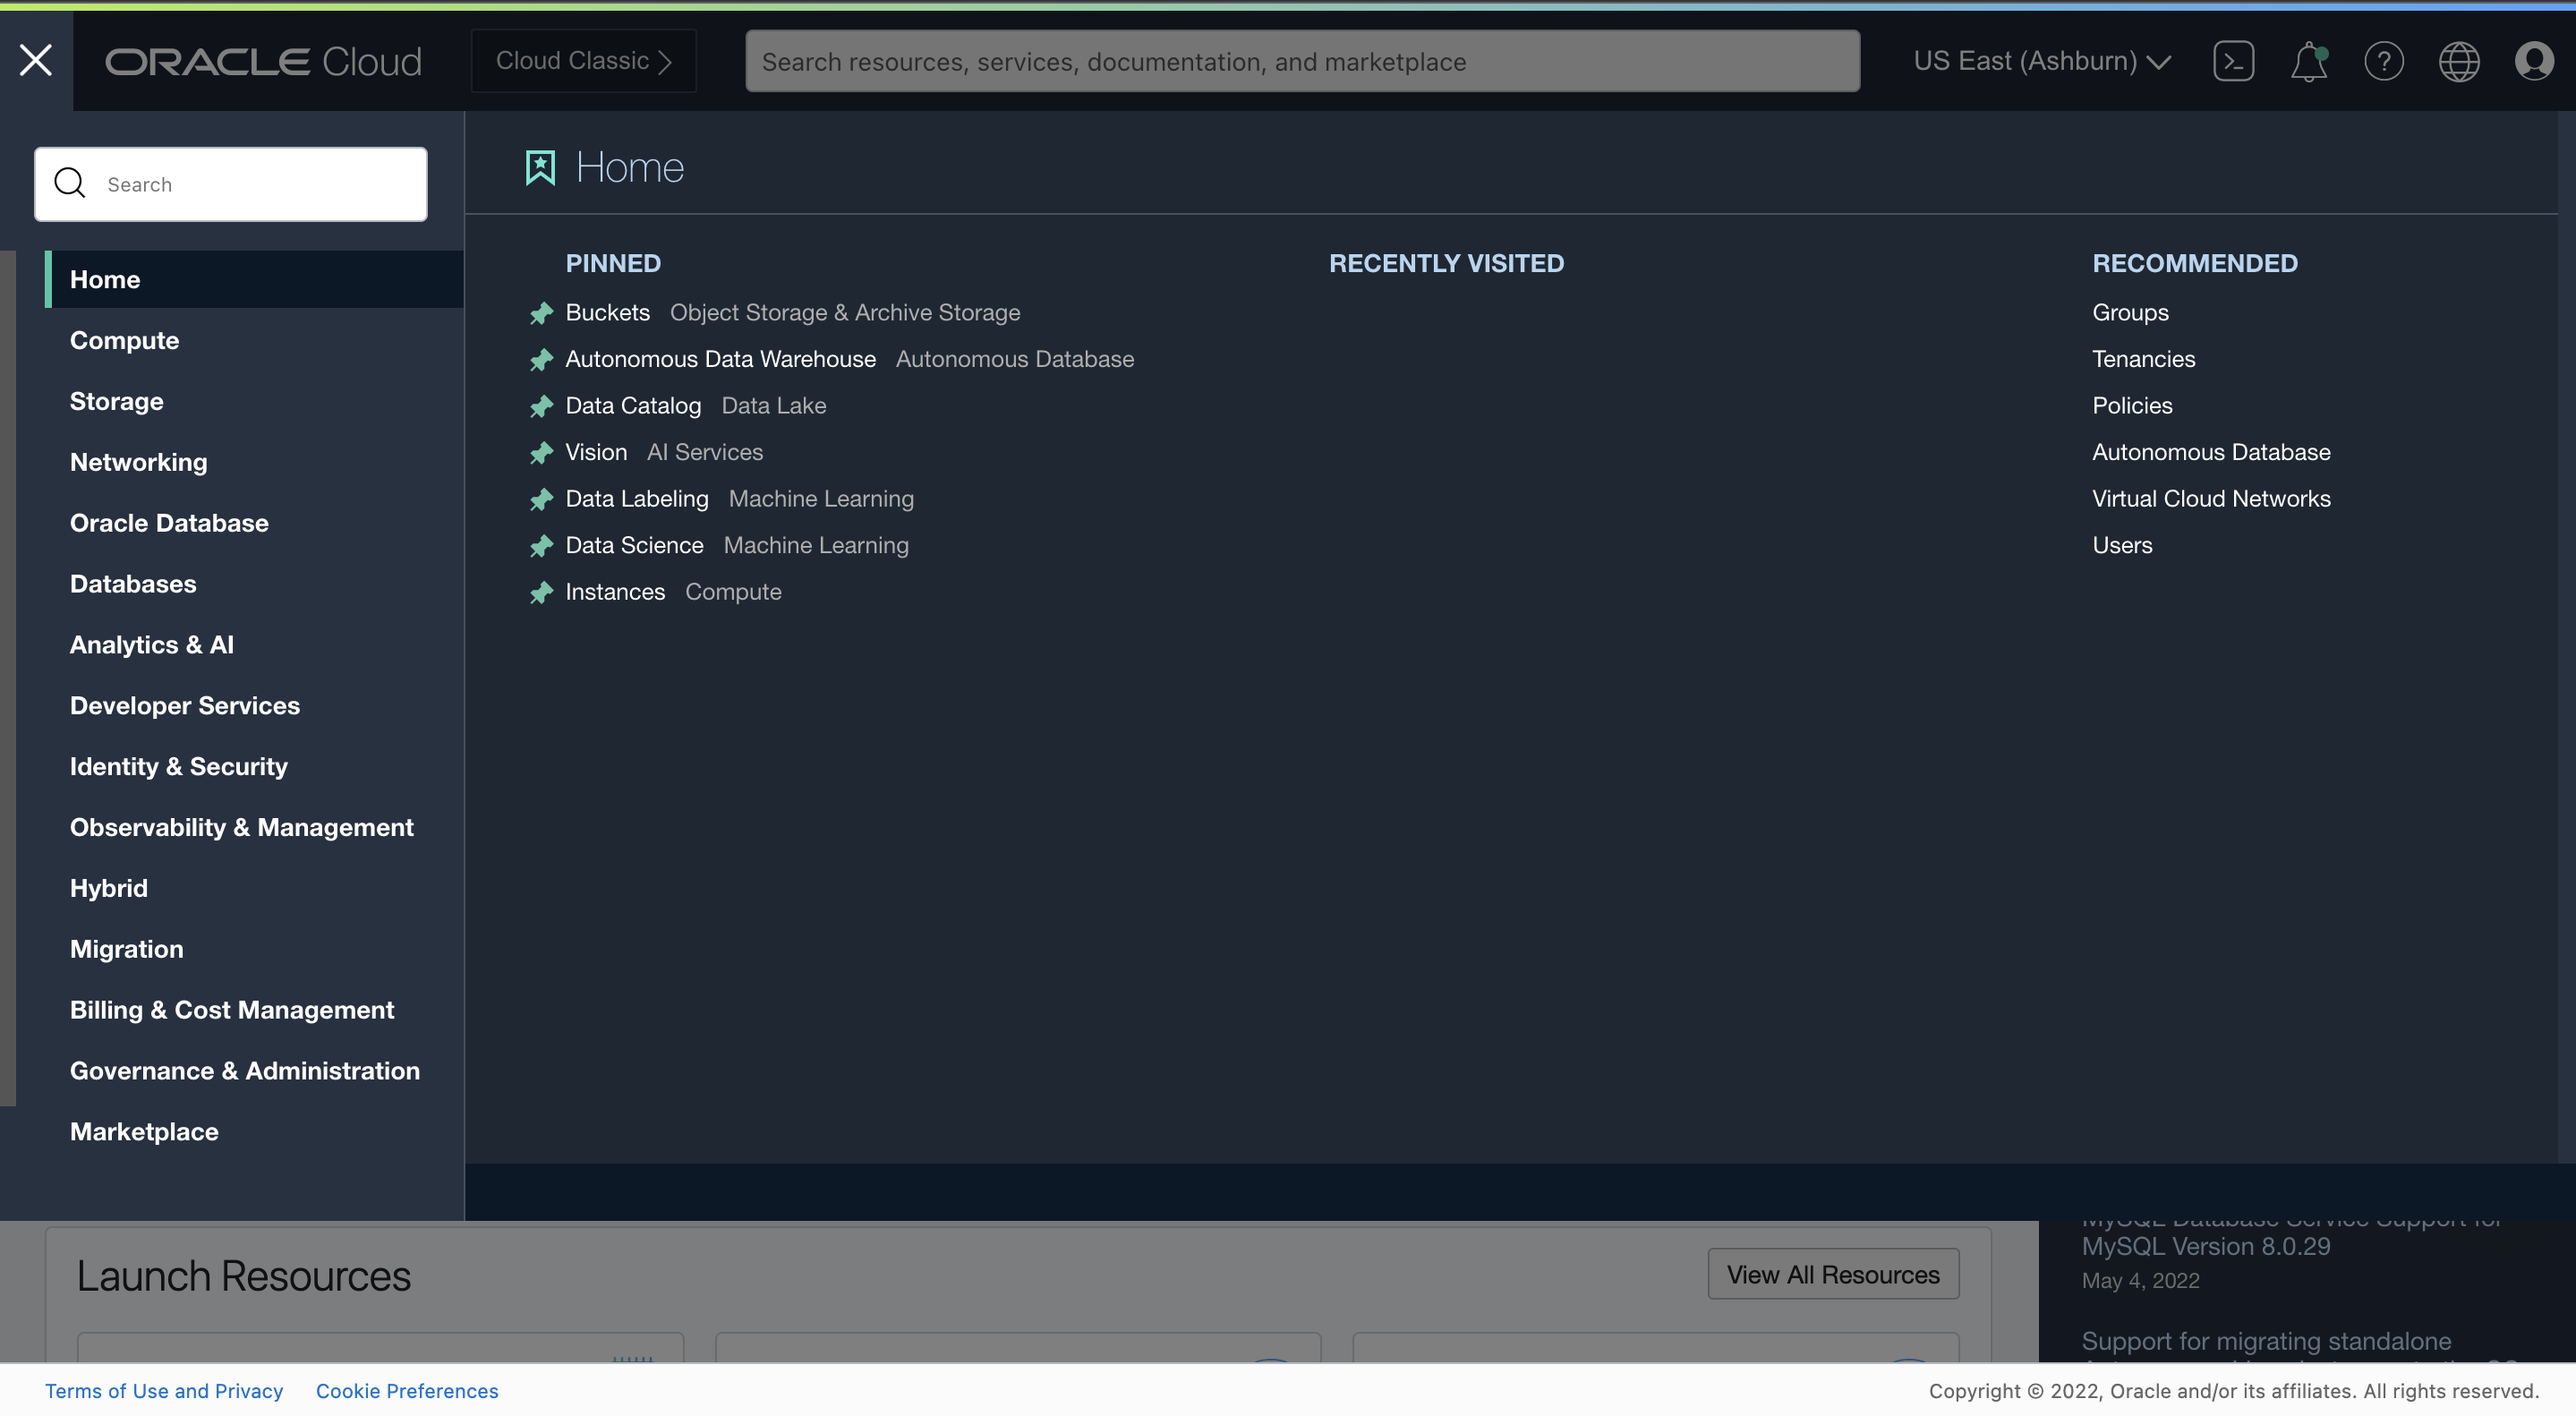 ORACLE Cloud
Cloud Classic
Search resources, services, documentation, and marketplace
US East (Ashburn)
Search
Home
Compute
Storage
Networking
Oracle Database
Databases
Analytics & AI
Developer Services
Identity & Security
Observability & Management
Hybrid
Migration
Billing & Cost Management
Governance & Administration
Marketplace
Home
PINNED
Buckets Object Storage & Archive Storage
Autonomous Data Warehouse Autonomous Database
Data Catalog Data Lake
Vision AI Services
Data Labeling Machine Learning
Data Science Machine Learning
Instances Compute
RECENTLY VISITED
RECOMMENDED
Groups
Tenancies
Policies
Autonomous Database
Virtual Cloud Networks
Users
Launch Resources
View All Resources
MySQL Database Service Support for
MySQL Version 8.0.29
May 4, 2022
Support for migrating standalone
Terms of Use and Privacy
Cookie Preferences
Copyright © 2022, Oracle and/or its affiliates. All rights reserved.